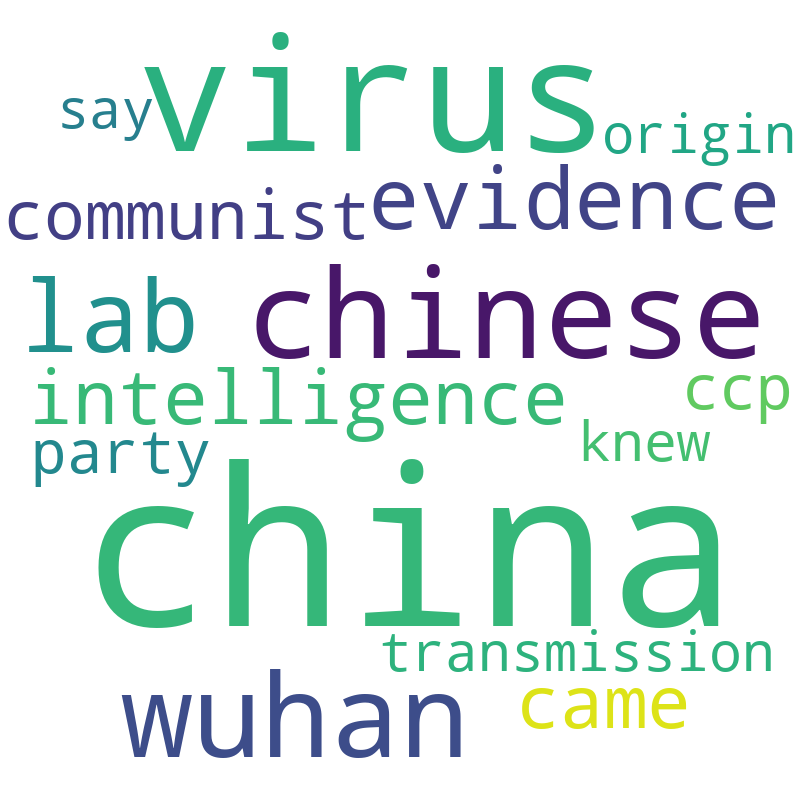 virus
say
origin
communist
evidence
lab
chinese
intelligence
ccp
knew
party
china
transmission
wuhan
came